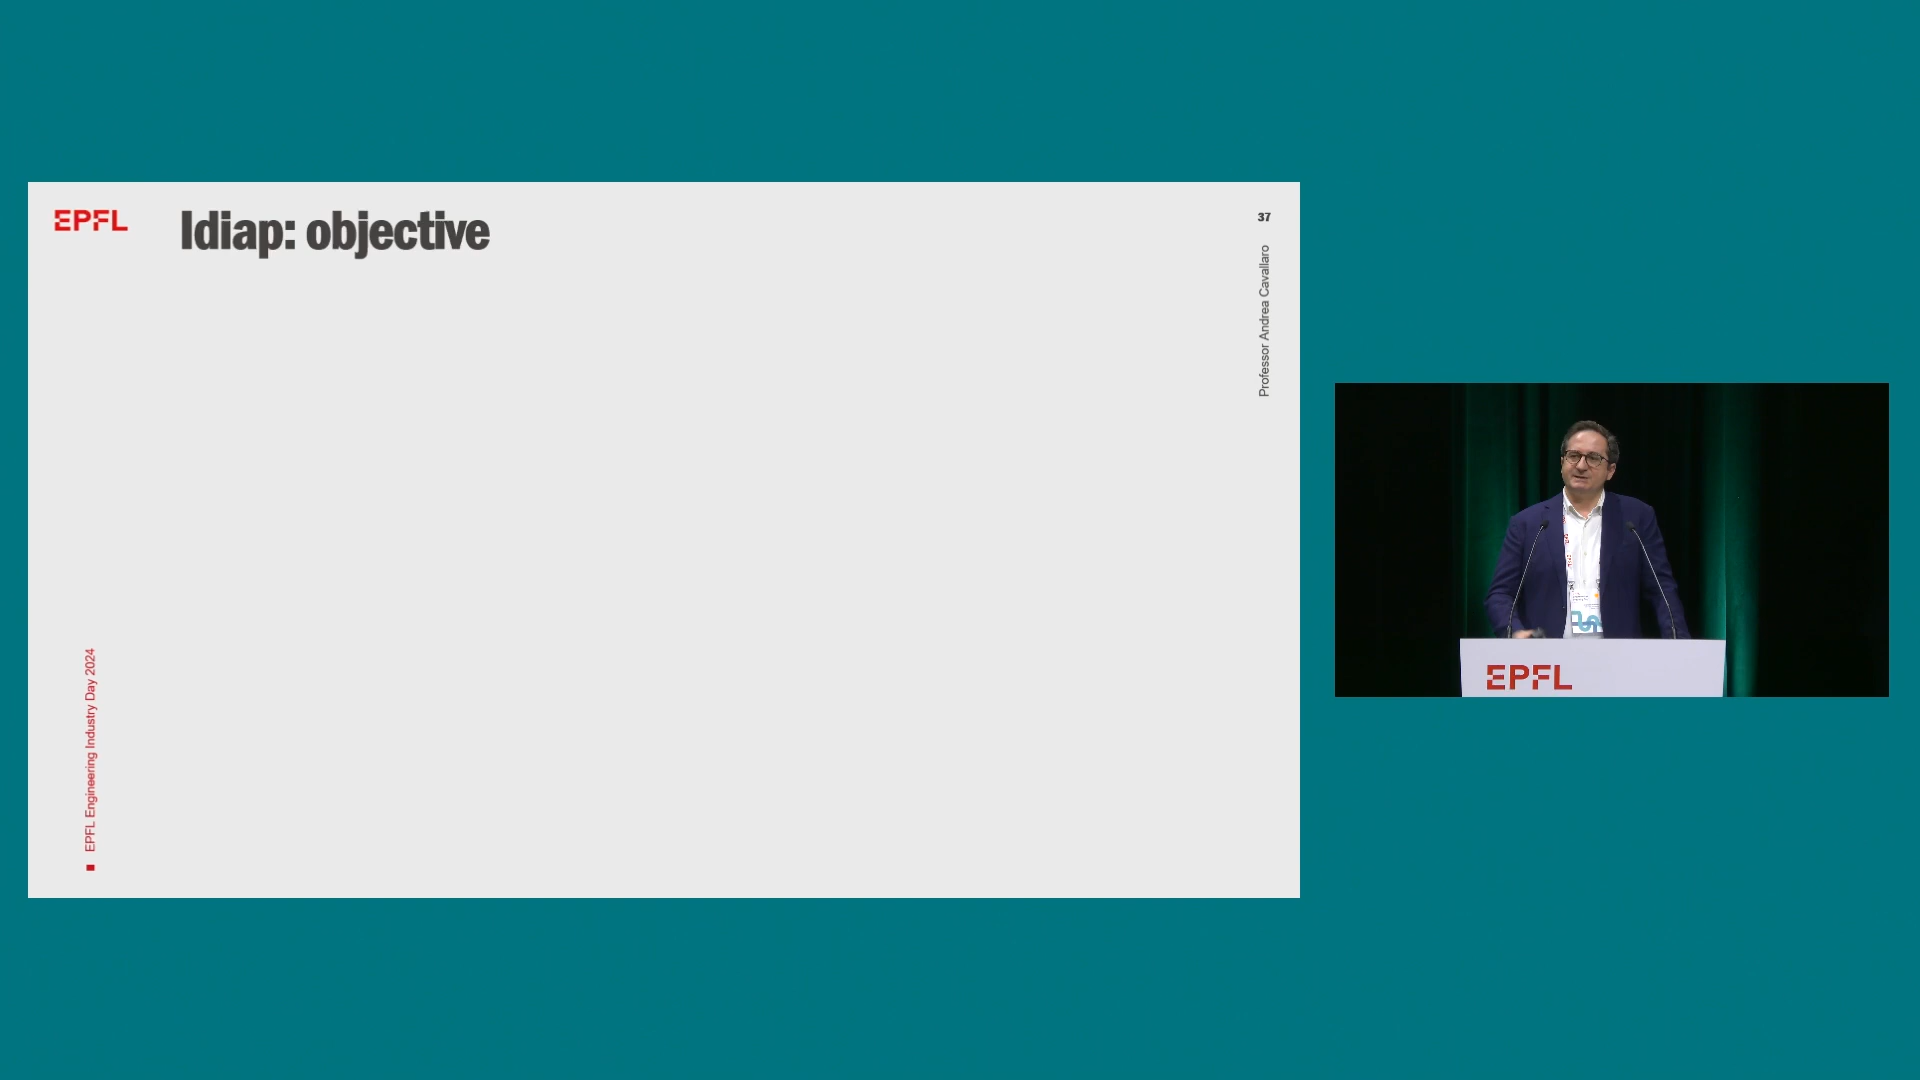 EPFL
Idiap: objective
37
Professor Andrea Cavallaro
EPFL Engineering Industry Day 2024
EPFL